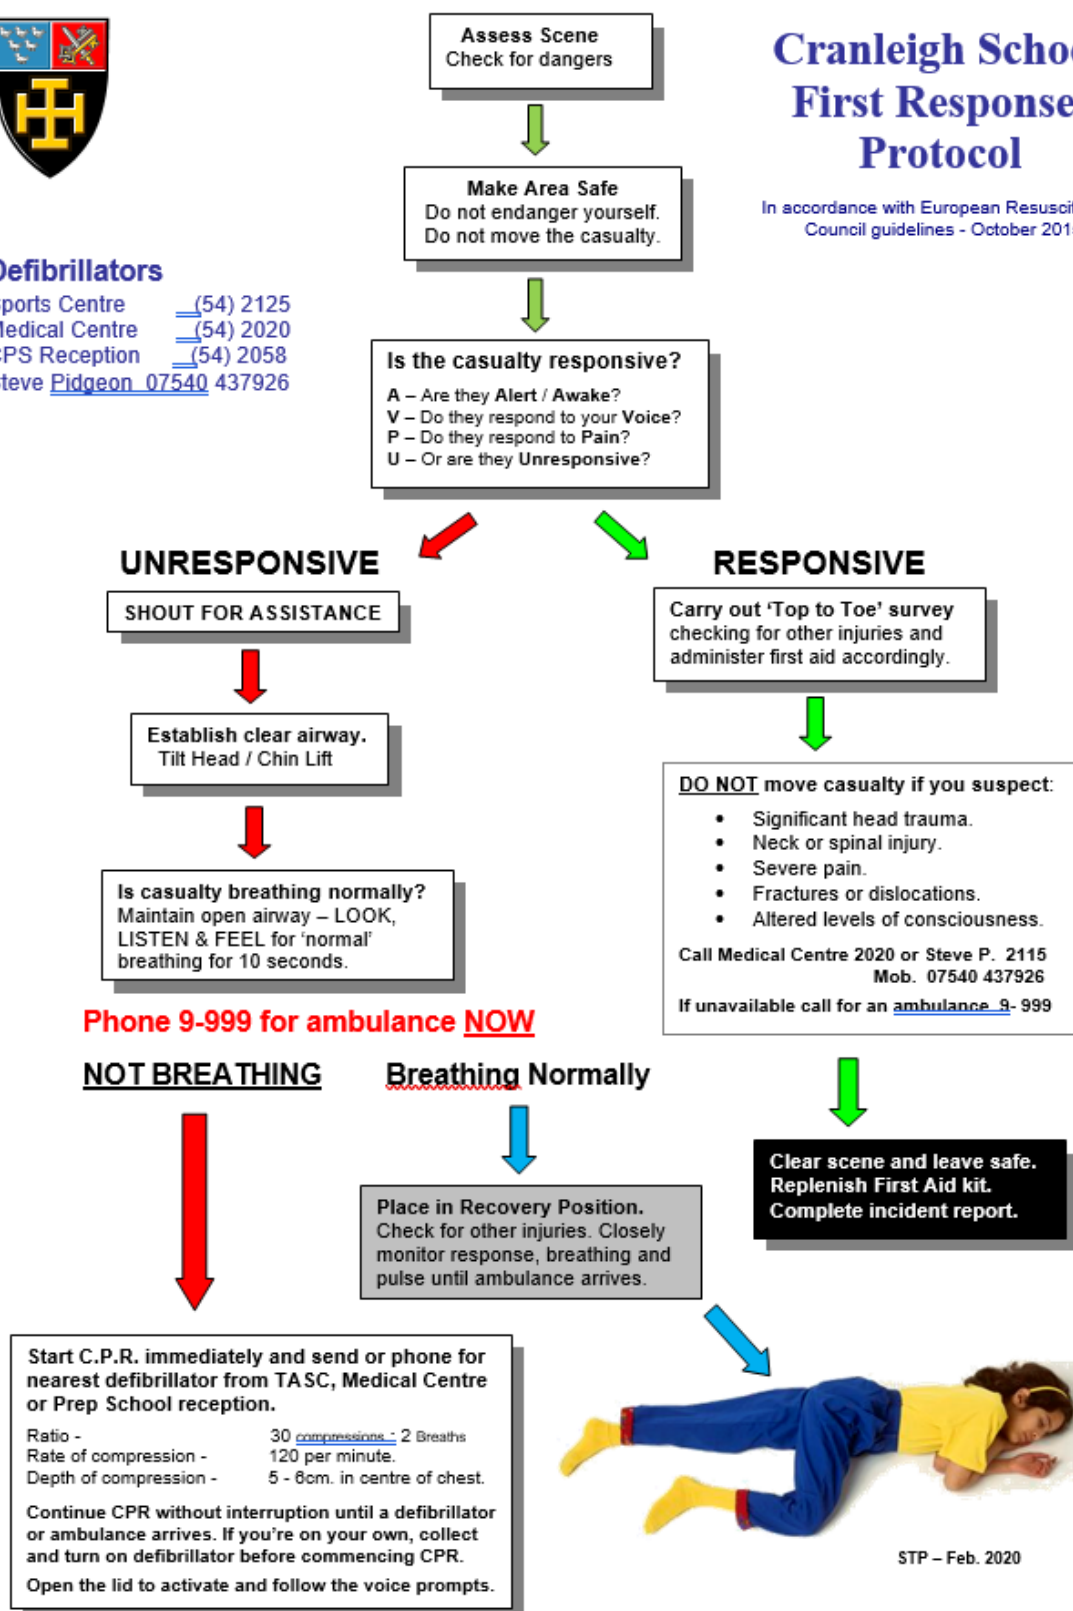 Assess Scene
Check for dangers
Cranleigh Schoo
First Response
Protocol
In accordance with European Resuscit
Council guidelines - October 201
Make Area Safe
Do not endanger yourself.
Do not move the casualty.
Defibrillators
Sports Centre (54) 2125
Medical Centre (54) 2020
CPS Reception (54) 2058
Steve Pidgeon 07540 437926
Is the casualty responsive?
A – Are they Alert / Awake?
V – Do they respond to your Voice?
P – Do they respond to Pain?
U – Or are they Unresponsive?
UNRESPONSIVE
SHOUT FOR ASSISTANCE
Establish clear airway.
Tilt Head / Chin Lift
Is casualty breathing normally?
Maintain open airway – LOOK,
LISTEN & FEEL for 'normal'
breathing for 10 seconds.
RESPONSIVE
Carry out 'Top to Toe' survey
checking for other injuries and
administer first aid accordingly.
DO NOT move casualty if you suspect:
• Significant head trauma.
• Neck or spinal injury.
• Severe pain.
• Fractures or dislocations.
• Altered levels of consciousness.
Call Medical Centre 2020 or Steve P. 2115
Mob. 07540 437926
If unavailable call for an ambulance 9- 999
Phone 9-999 for ambulance NOW
NOT BREATHING
Breathing Normally
Place in Recovery Position.
Check for other injuries. Closely
monitor response, breathing and
pulse until ambulance arrives.
Clear scene and leave safe.
Replenish First Aid kit.
Complete incident report.
Start C.P.R. immediately and send or phone for
nearest defibrillator from TASC, Medical Centre
or Prep School reception.
Ratio - 30 compressions : 2 Breaths
Rate of compression - 120 per minute.
Depth of compression - 5 - 6cm. in centre of chest.
Continue CPR without interruption until a defibrillator
or ambulance arrives. If you're on your own, collect
and turn on defibrillator before commencing CPR.
Open the lid to activate and follow the voice prompts.
STP – Feb. 2020